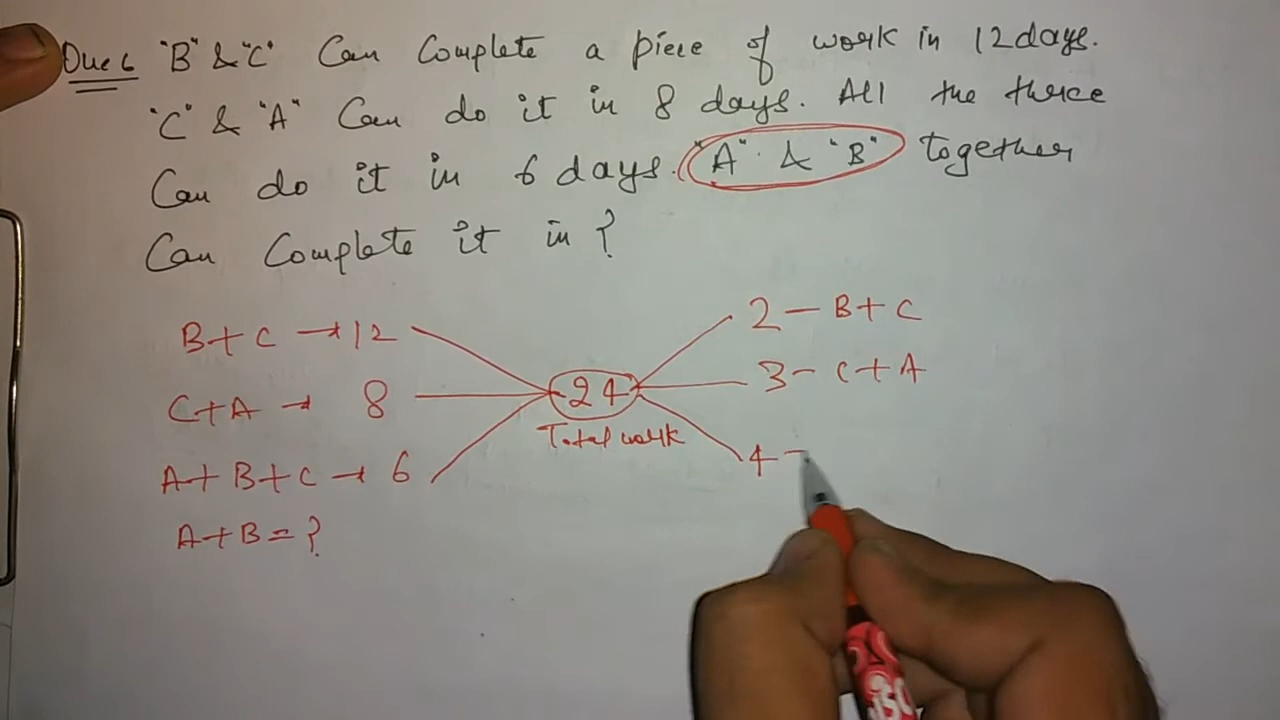 Que 6 "B" & "C" Can Complete a piece of work in 12 days.
"C" & "A" Can do it in 8 days. All the three
Can do it in 6 days. "A" & "B" together
Can Complete it in ?
B+C → 12
C+A → 8
A+B+C → 6
A+B = ?
24
Total work
2 — B+C
3 - C+A
4 -